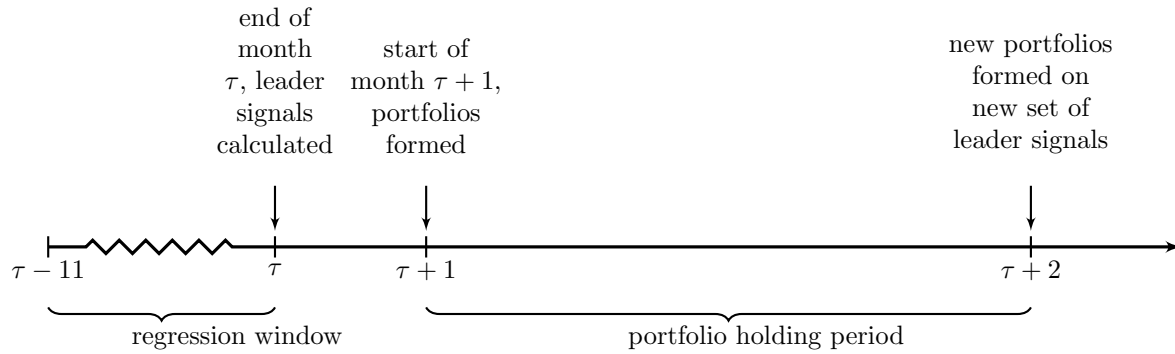 end of
month
τ, leader
signals
calculated
start of
month τ + 1,
portfolios
formed
new portfolios
formed on
new set of
leader signals
τ − 11
τ
τ + 1
τ + 2
regression window
portfolio holding period